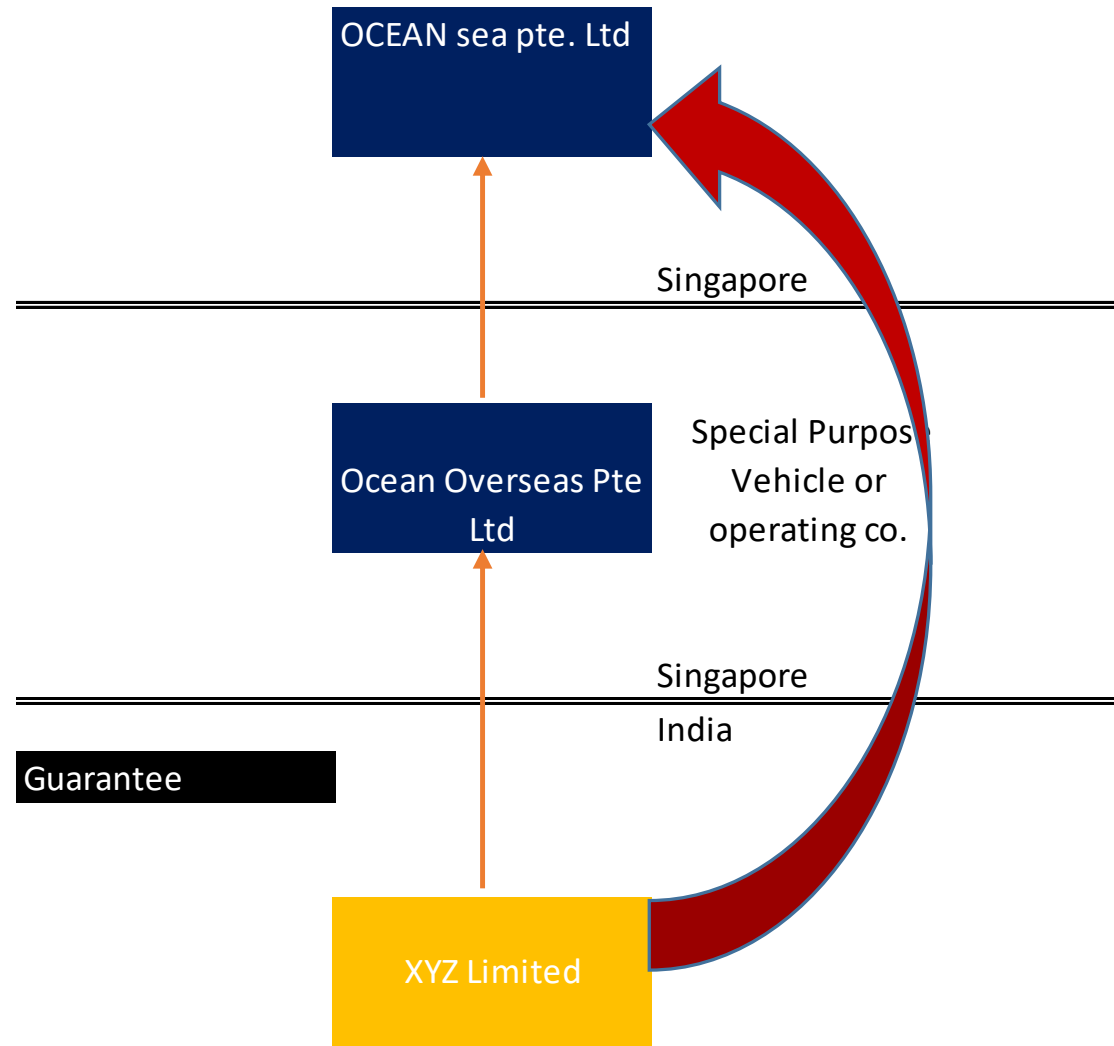 OCEAN sea pte. Ltd
Singapore
Ocean Overseas Pte
Ltd
Special Purpose
Vehicle or
operating co.
Singapore
India
Guarantee
XYZ Limited